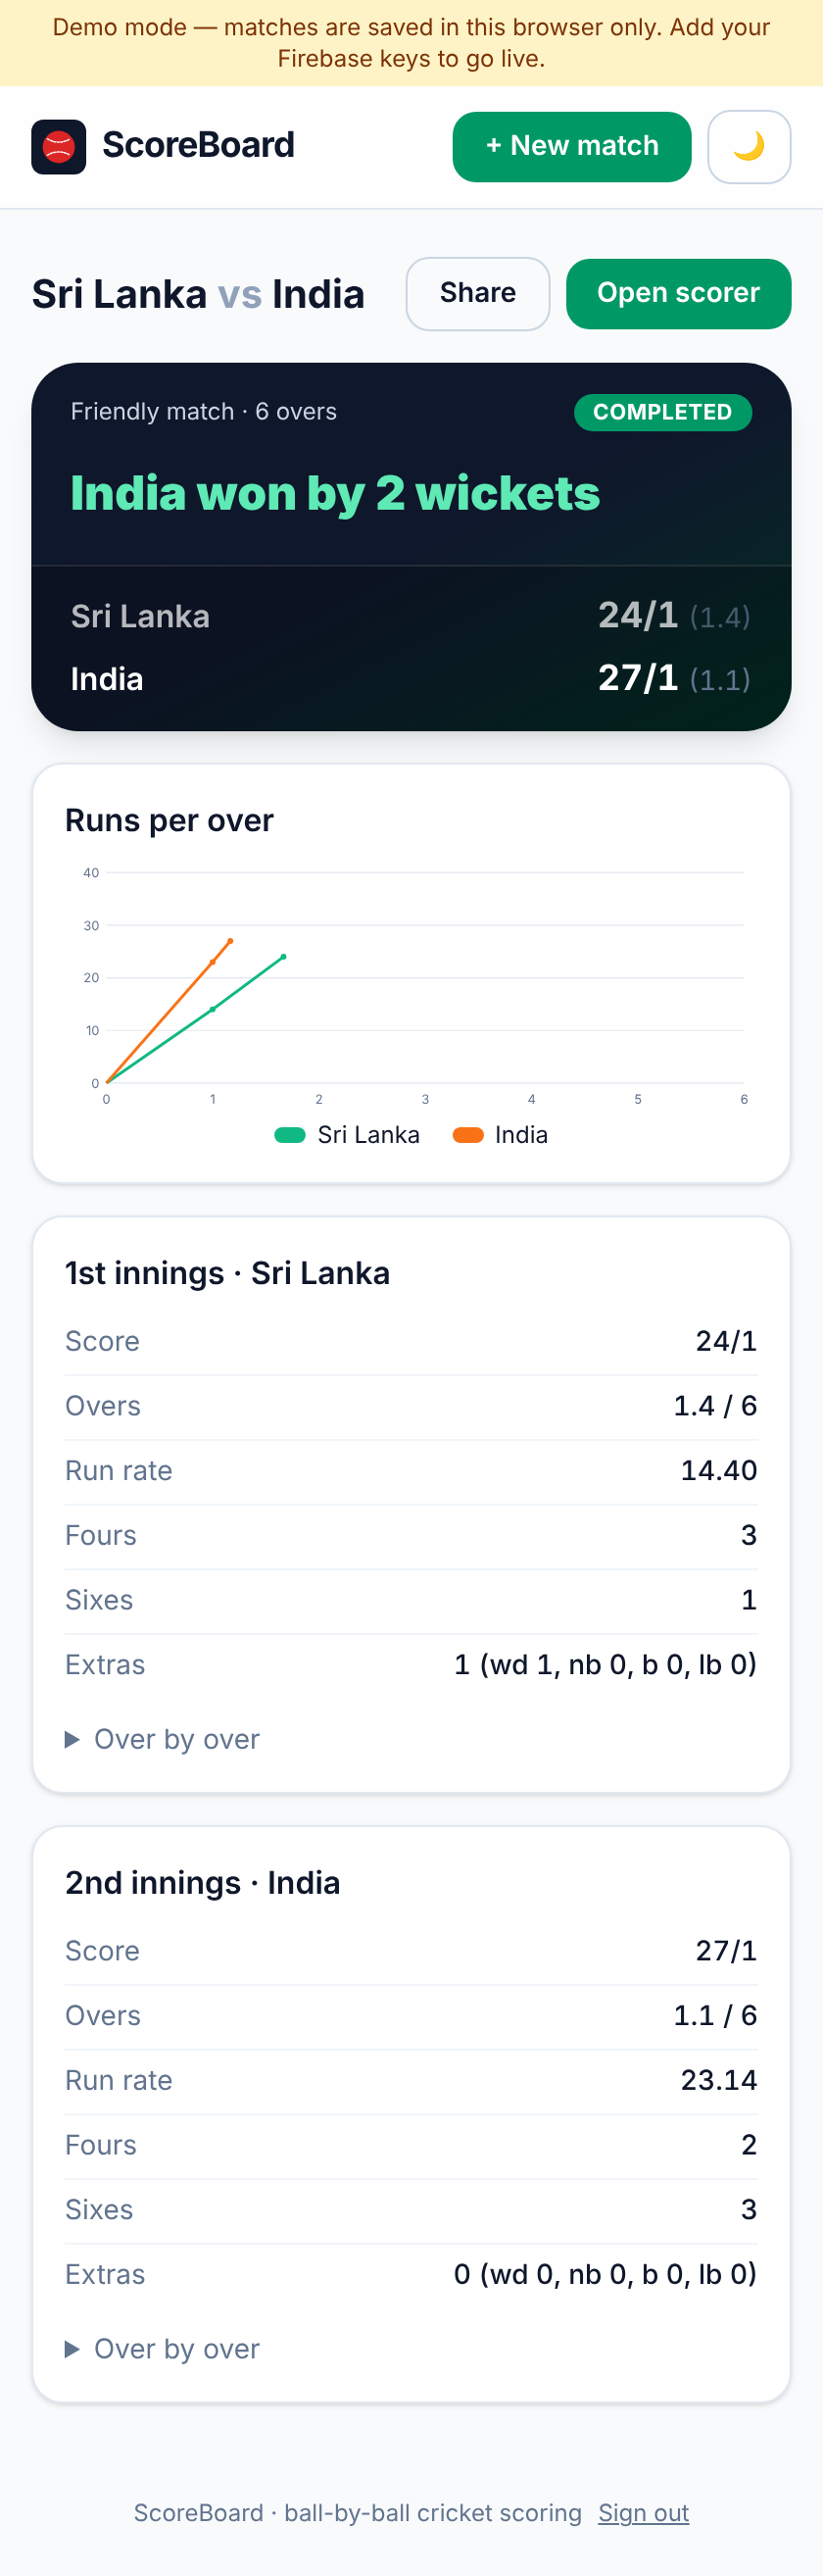 Demo mode — matches are saved in this browser only. Add your
Firebase keys to go live.
ScoreBoard
+ New match
Sri Lanka vs India
Share
Open scorer
Friendly match · 6 overs
COMPLETED
India won by 2 wickets
Sri Lanka 24/1 (1.4)
India 27/1 (1.1)
Runs per over
40
30
20
10
0
0 1 2 3 4 5 6
Sri Lanka India
1st innings · Sri Lanka
Score 24/1
Overs 1.4 / 6
Run rate 14.40
Fours 3
Sixes 1
Extras 1 (wd 1, nb 0, b 0, lb 0)
Over by over
2nd innings · India
Score 27/1
Overs 1.1 / 6
Run rate 23.14
Fours 2
Sixes 3
Extras 0 (wd 0, nb 0, b 0, lb 0)
Over by over
ScoreBoard · ball-by-ball cricket scoring Sign out